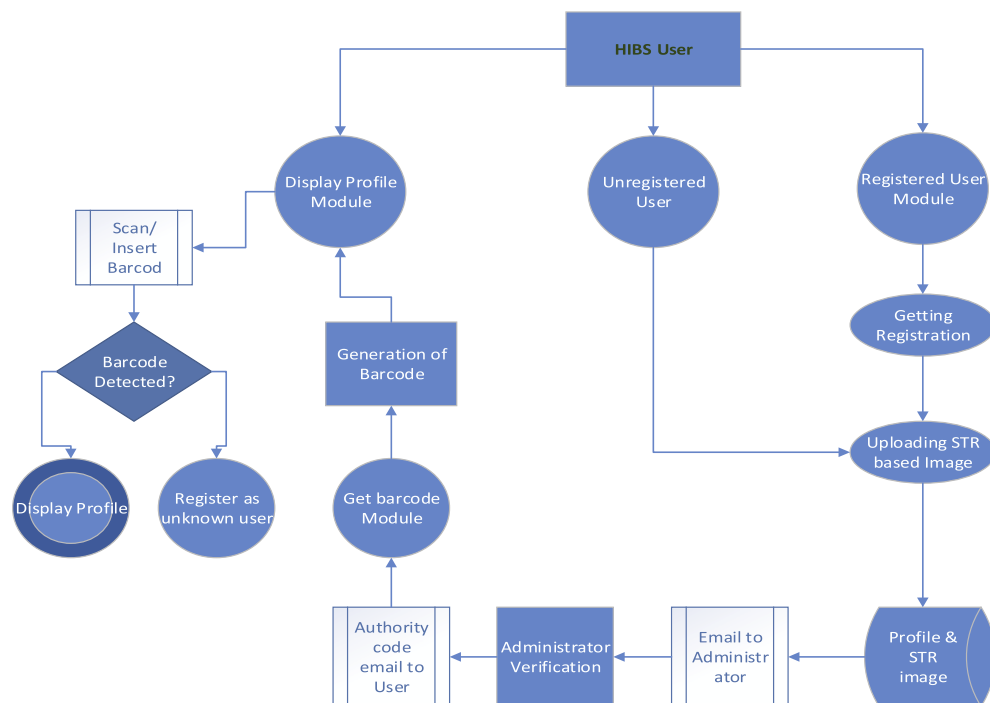 HIBS User
Display Profile
Module
Unregistered
User
Registered User
Module
Scan/
Insert
Barcod
Getting
Registration
Generation of
Barcode
Barcode
Detected?
Uploading STR
based Image
Display Profile
Register as
unknown user
Get barcode
Module
Authority
code
email to
User
Administrator
Verification
Email to
Administr
ator
Profile &
STR
image